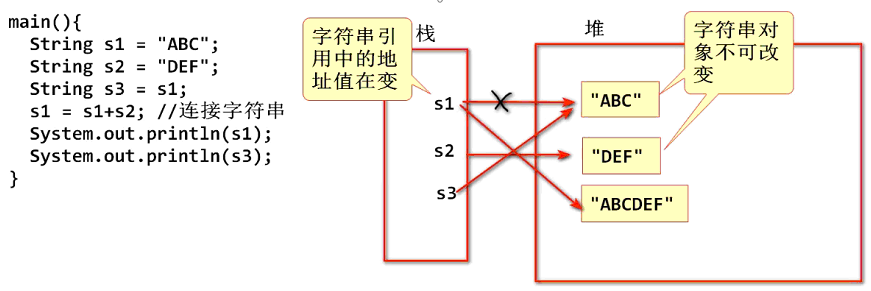 main(){
String s1 = "ABC";
String s2 = "DEF";
String s3 = s1;
s1 = s1+s2; //连接字符串
System.out.println(s1);
System.out.println(s3);
}
字符串引
用中的地
址值在变
栈
s1
s2
s3
堆
"ABC"
"DEF"
"ABCDEF"
字符串对
象不可改
变